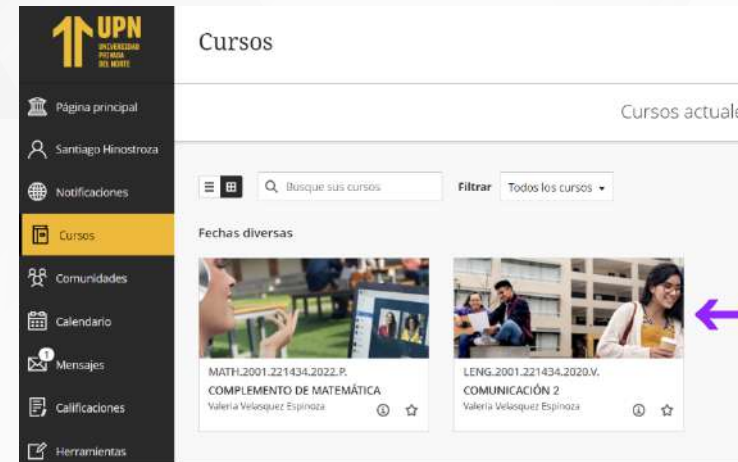 UPN
UNIVERSIDAD
PRIVADA
DEL NORTE
Página principal
Santiago Hinostroza
Notificaciones
Cursos
Comunidades
Calendario
1
Mensajes
Calificaciones
Herramientas
Cursos
Cursos actuale
Busque sus cursos
Filtrar Todos los cursos
Fechas diversas
MATH.2001.221434.2022.P.
COMPLEMENTO DE MATEMÁTICA
Valeria Velasquez Espinoza
LENG.2001.221434.2020.V.
COMUNICACIÓN 2
Valeria Velasquez Espinoza